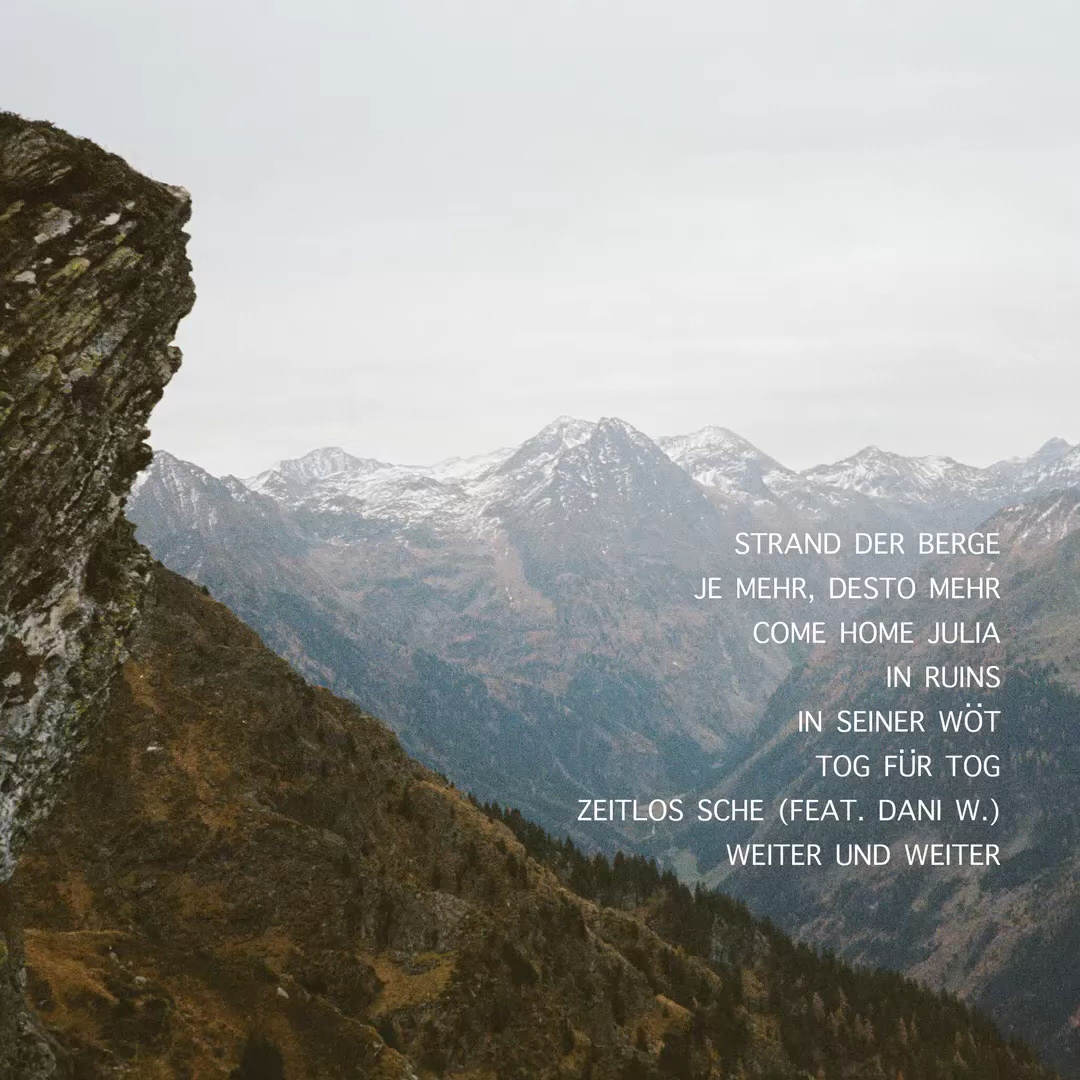 STRAND DER BERGE
JE MEHR, DESTO MEHR
COME HOME JULIA
IN RUINS
IN SEINER WÖT
TOG FÜR TOG
ZEITLOS SCHE (FEAT. DANI W.)
WEITER UND WEITER